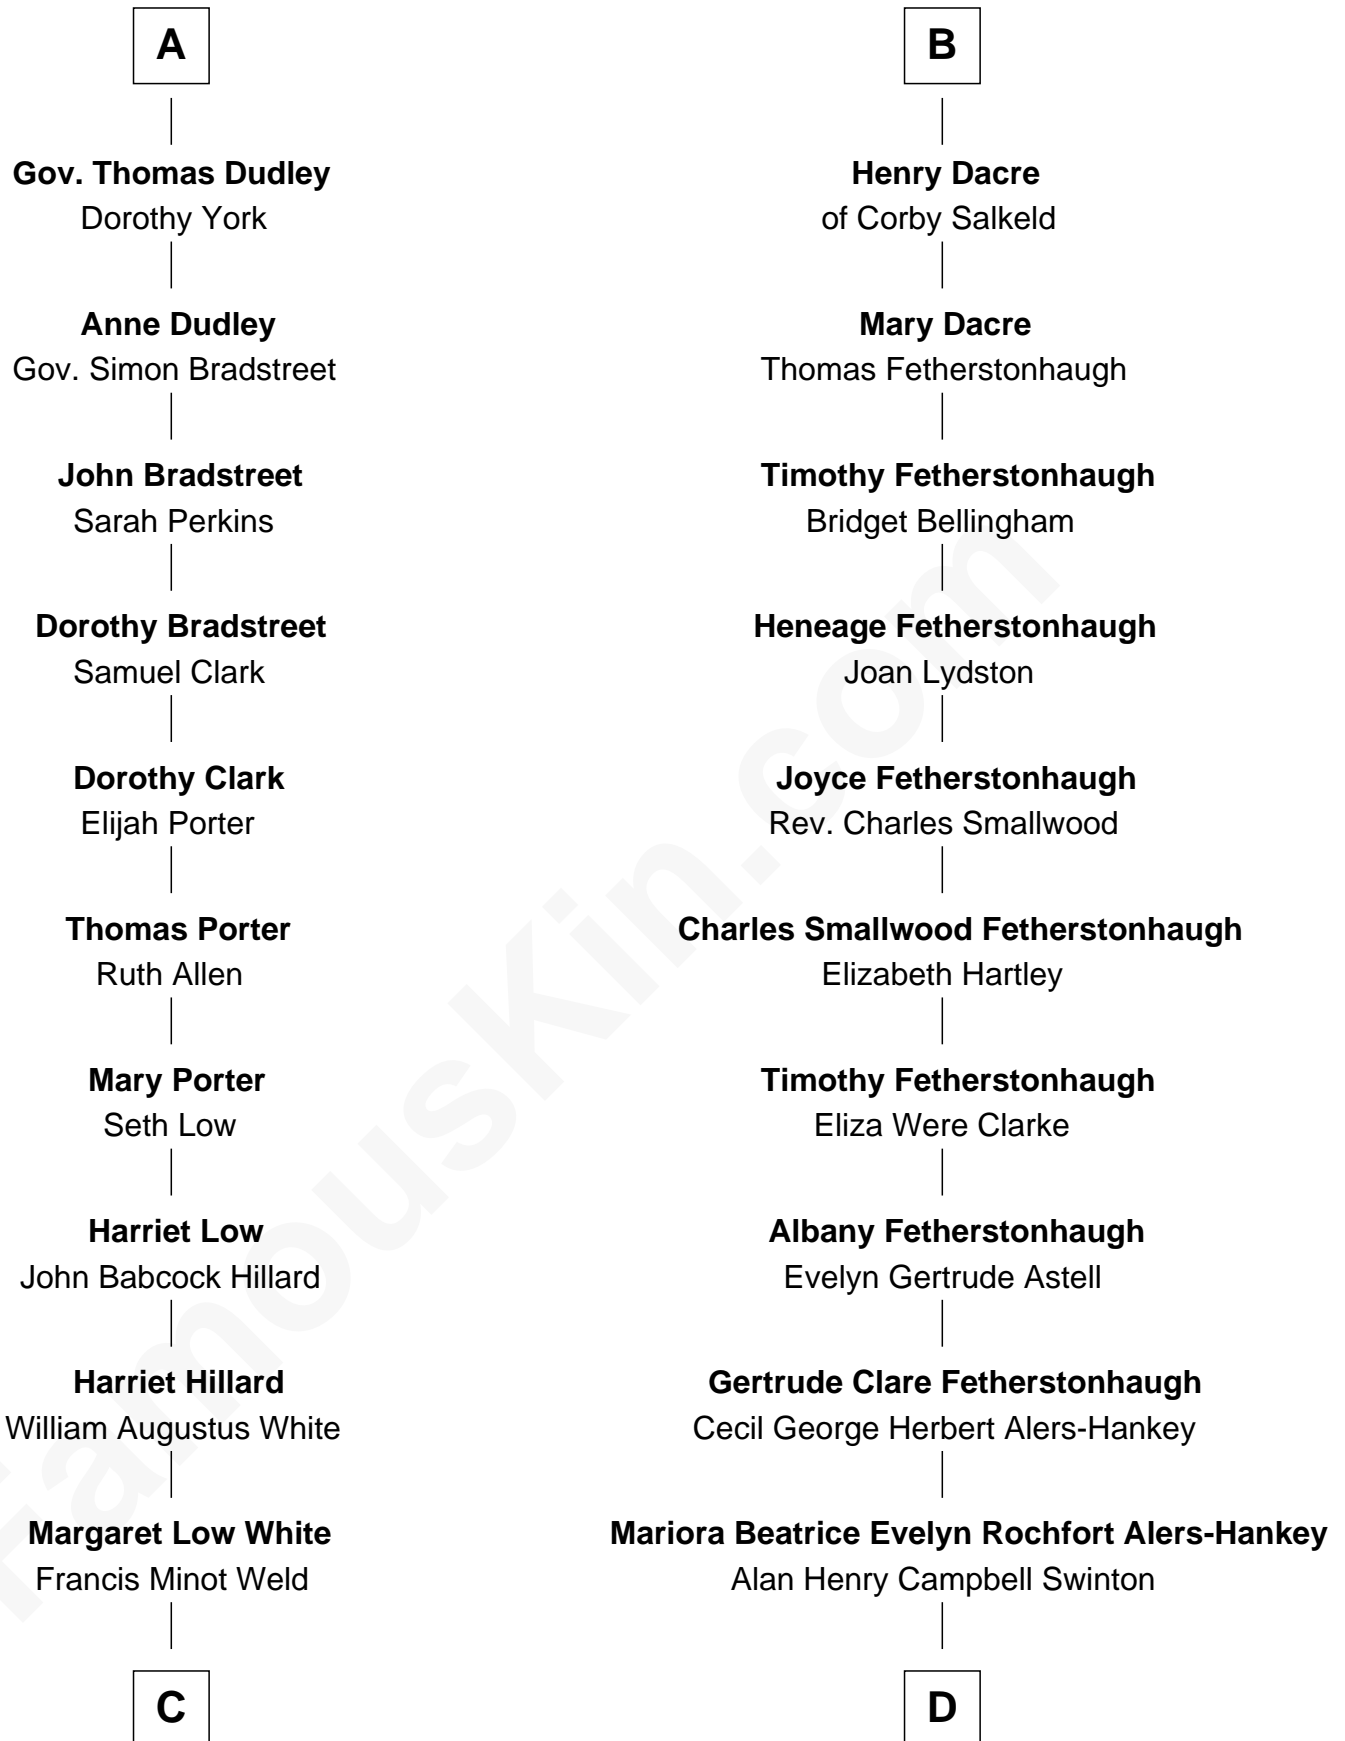 A
Gov. Thomas Dudley
Dorothy York
Anne Dudley
Gov. Simon Bradstreet
John Bradstreet
Sarah Perkins
Dorothy Bradstreet
Samuel Clark
Dorothy Clark
Elijah Porter
Thomas Porter
Ruth Allen
Mary Porter
Seth Low
Harriet Low
John Babcock Hillard
Harriet Hillard
William Augustus White
Margaret Low White
Francis Minot Weld
C
B
Henry Dacre
of Corby Salkeld
Mary Dacre
Thomas Fetherstonhaugh
Timothy Fetherstonhaugh
Bridget Bellingham
Heneage Fetherstonhaugh
Joan Lydston
Joyce Fetherstonhaugh
Rev. Charles Smallwood
Charles Smallwood Fetherstonhaugh
Elizabeth Hartley
Timothy Fetherstonhaugh
Eliza Were Clarke
Albany Fetherstonhaugh
Evelyn Gertrude Astell
Gertrude Clare Fetherstonhaugh
Cecil George Herbert Alers-Hankey
Mariora Beatrice Evelyn Rochfort Alers-Hankey
Alan Henry Campbell Swinton
D
FamousKin.com